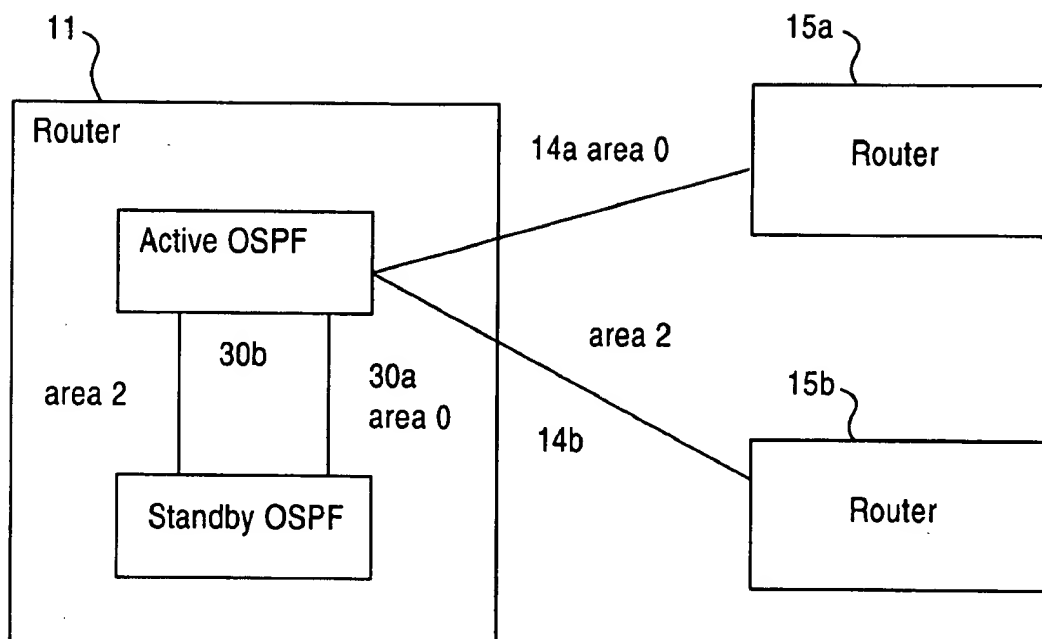 11
15a
Router
14a area 0
Router
Active OSPF
30b
area 2
area 2
30a
area 0
15b
14b
Standby OSPF
Router